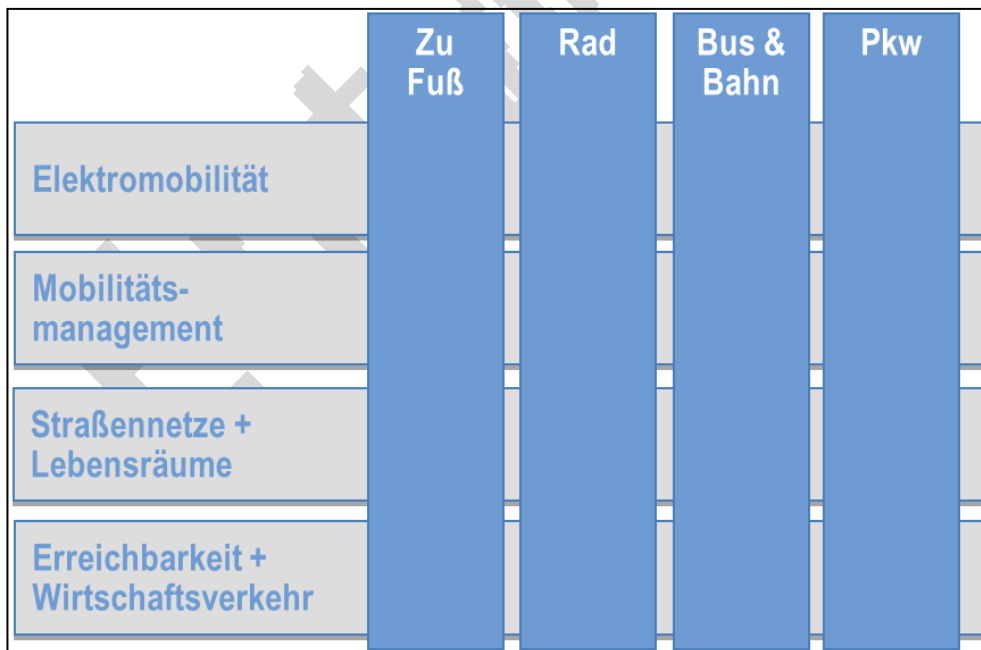 Zu
Fuß
Rad
Bus &
Bahn
Pkw
Elektromobilität
Mobilitäts-
management
Straßennetze +
Lebensräume
Erreichbarkeit +
Wirtschaftsverkehr